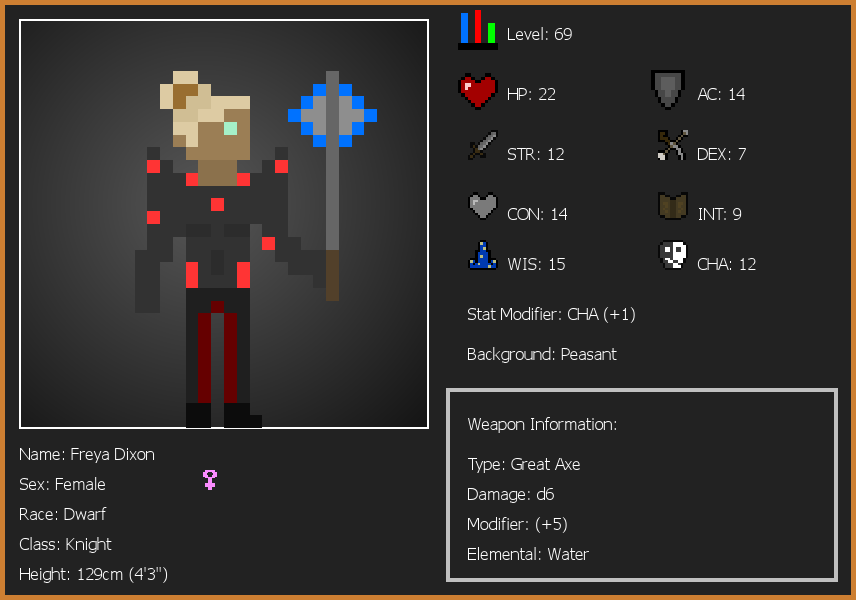 Level: 69
HP: 22
AC: 14
STR: 12
DEX: 7
CON: 14
INT: 9
WIS: 15
CHA: 12
Stat Modifier: CHA (+1)
Background: Peasant
Weapon Information:
Type: Great Axe
Damage: d6
Modifier: (+5)
Elemental: Water
Name: Freya Dixon
Sex: Female
Race: Dwarf
Class: Knight
Height: 129cm (4'3")